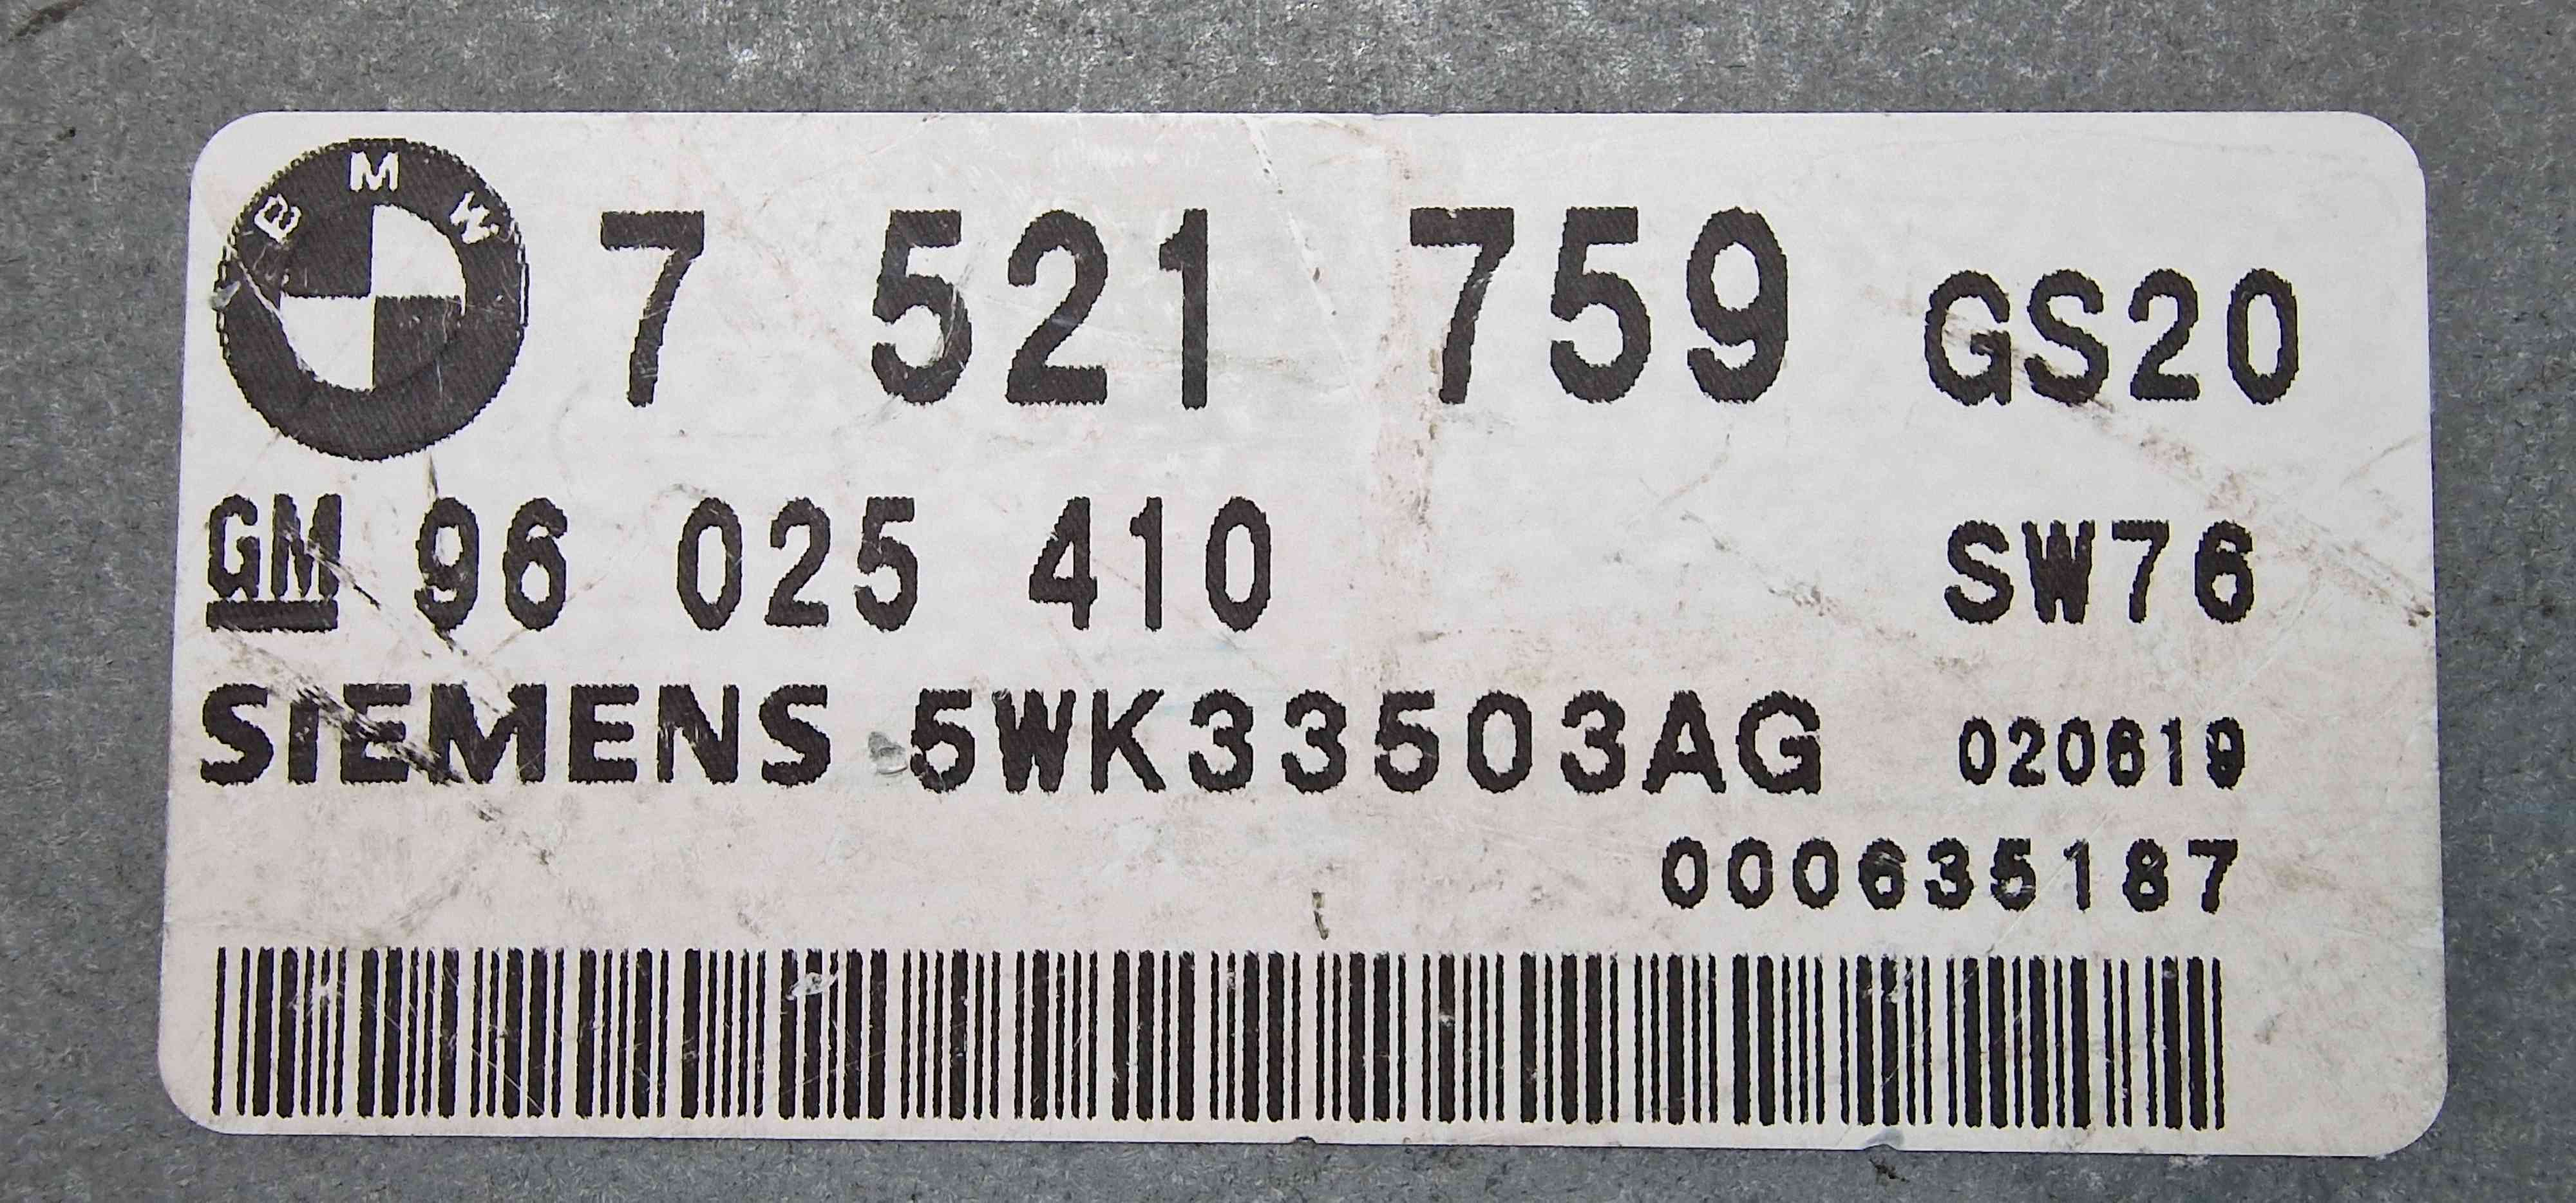 BMW 7 521 759 GS20
GM 96 025 410 SW76
SIEMENS 5WK33503AG 020619
000635187